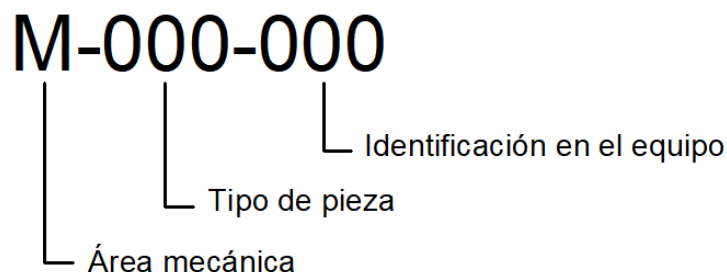 M-000-000
Identificación en el equipo
Tipo de pieza
Área mecánica